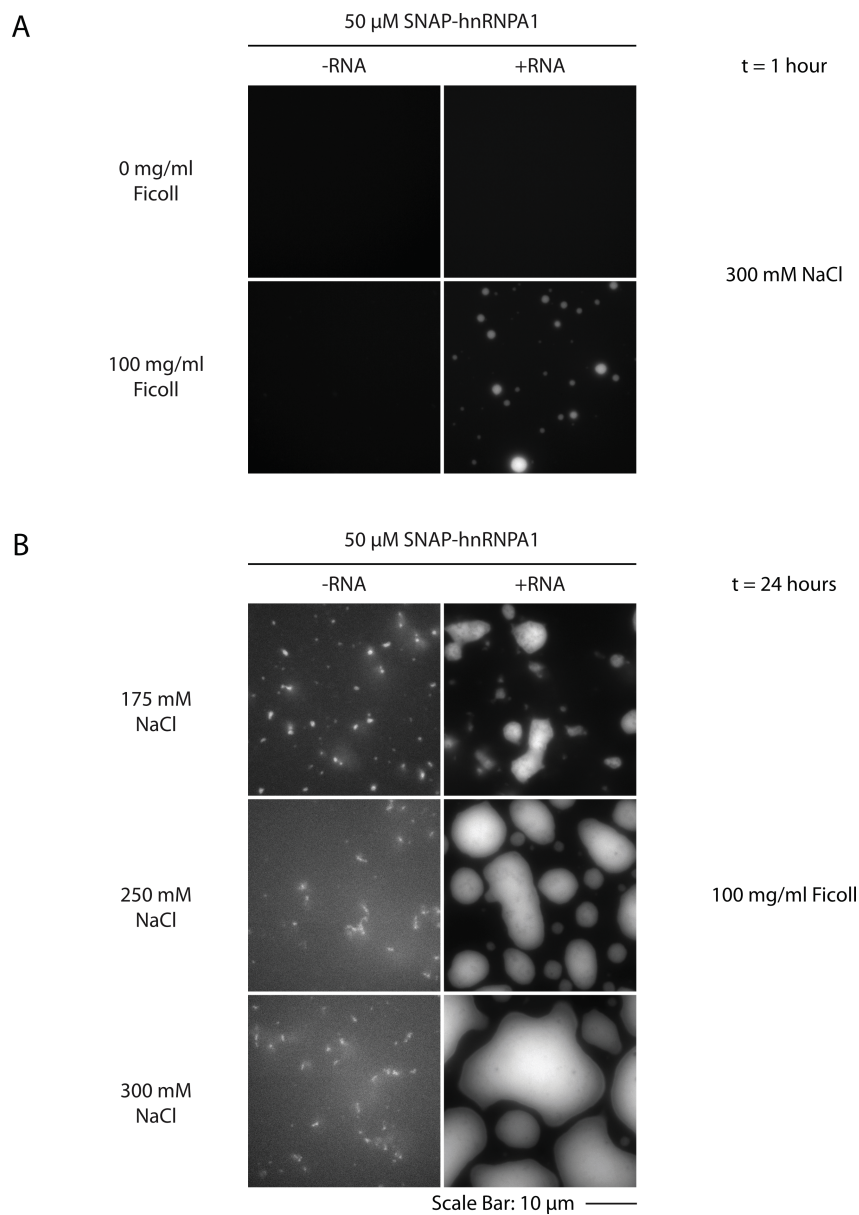 A
50 μM SNAP-hnRNPA1
-RNA
+RNA
t = 1 hour
0 mg/ml
Ficoll
300 mM NaCl
100 mg/ml
Ficoll
B
50 μM SNAP-hnRNPA1
-RNA
+RNA
t = 24 hours
175 mM
NaCl
250 mM
NaCl
100 mg/ml Ficoll
300 mM
NaCl
Scale Bar: 10 μm